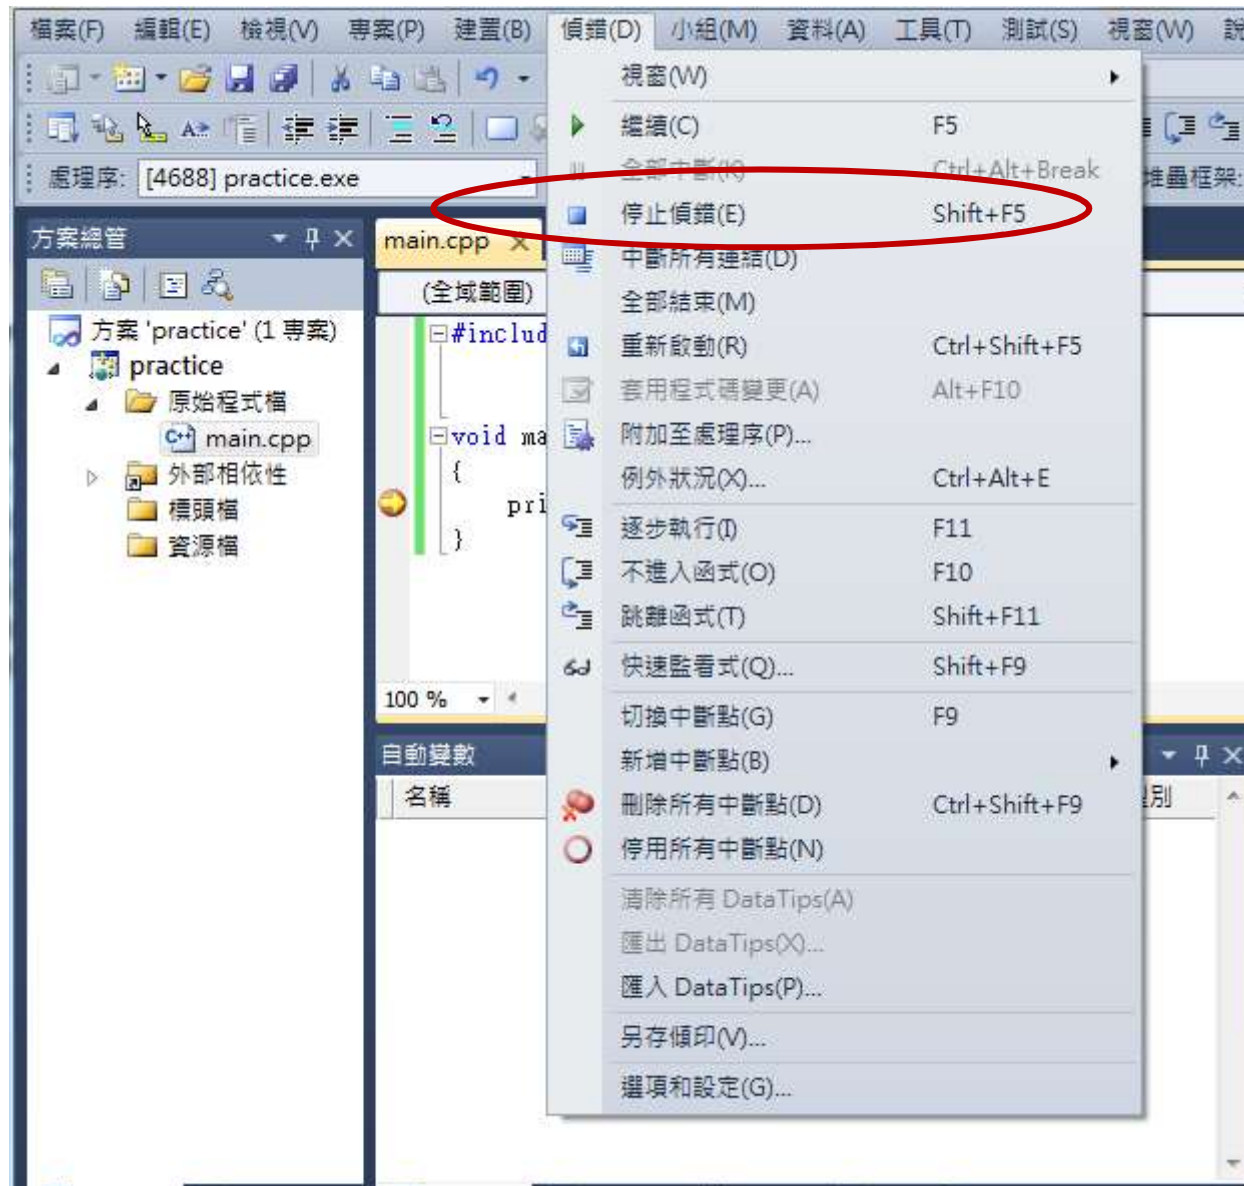 檔案(F) 編輯(E) 檢視(V) 專案(P) 建置(B) 偵錯(D) 小組(M) 資料(A) 工具(T) 測試(S) 視窗(W) 說
處理序: [4688] practice.exe
堆疊框架:
方案總管
方案 'practice' (1 專案)
practice
原始程式檔
main.cpp
外部相依性
標頭檔
資源檔
main.cpp
(全域範圍)
#includ
void ma
{
pri
}
100 %
自動變數
名稱
型別
視窗(W)
繼續(C) F5
全部中斷(K) Ctrl+Alt+Break
停止偵錯(E) Shift+F5
中斷所有連結(D)
全部結束(M)
重新啟動(R) Ctrl+Shift+F5
套用程式碼變更(A) Alt+F10
附加至處理序(P)...
例外狀況(X)... Ctrl+Alt+E
逐步執行(I) F11
不進入函式(O) F10
跳離函式(T) Shift+F11
快速監看式(Q)... Shift+F9
切換中斷點(G) F9
新增中斷點(B)
刪除所有中斷點(D) Ctrl+Shift+F9
停用所有中斷點(N)
清除所有 DataTips(A)
匯出 DataTips(X)...
匯入 DataTips(P)...
另存傾印(V)...
選項和設定(G)...